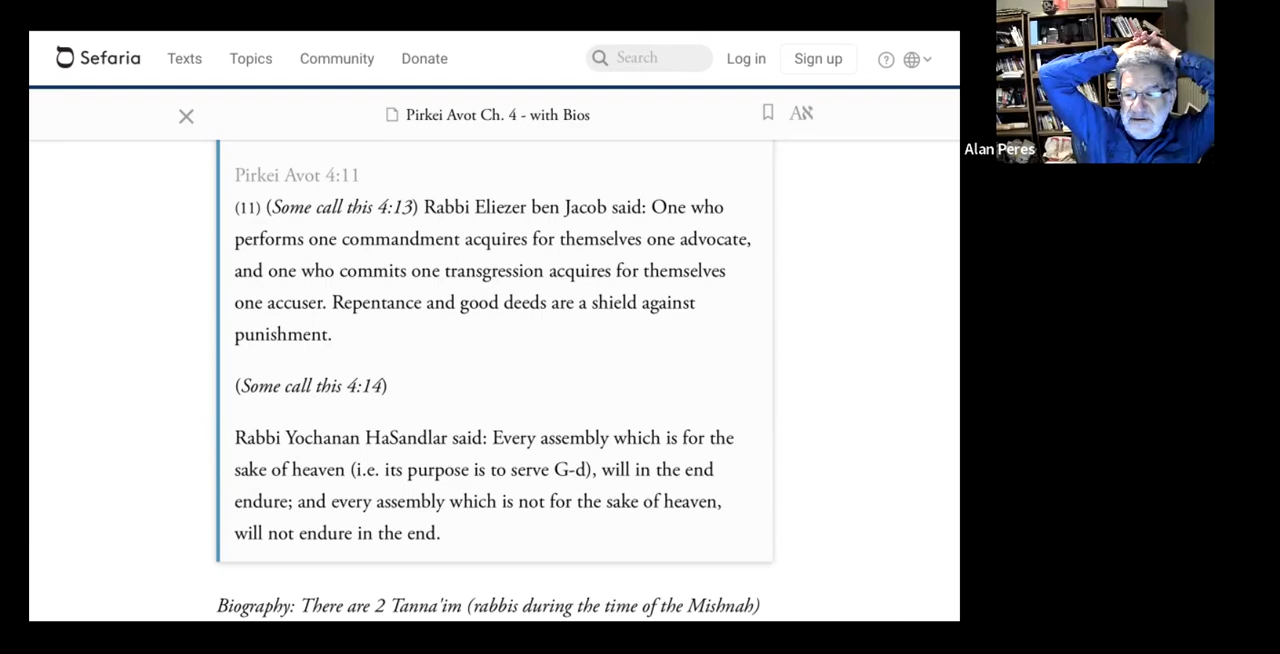 Sefaria Texts Topics Community Donate Search Log in Sign up
Pirkei Avot Ch. 4 - with Bios Aא
Alan Peres
Pirkei Avot 4:11
(11) (Some call this 4:13) Rabbi Eliezer ben Jacob said: One who
performs one commandment acquires for themselves one advocate,
and one who commits one transgression acquires for themselves
one accuser. Repentance and good deeds are a shield against
punishment.
(Some call this 4:14)
Rabbi Yochanan HaSandlar said: Every assembly which is for the
sake of heaven (i.e. its purpose is to serve G-d), will in the end
endure; and every assembly which is not for the sake of heaven,
will not endure in the end.
Biography: There are 2 Tanna'im (rabbis during the time of the Mishnah)